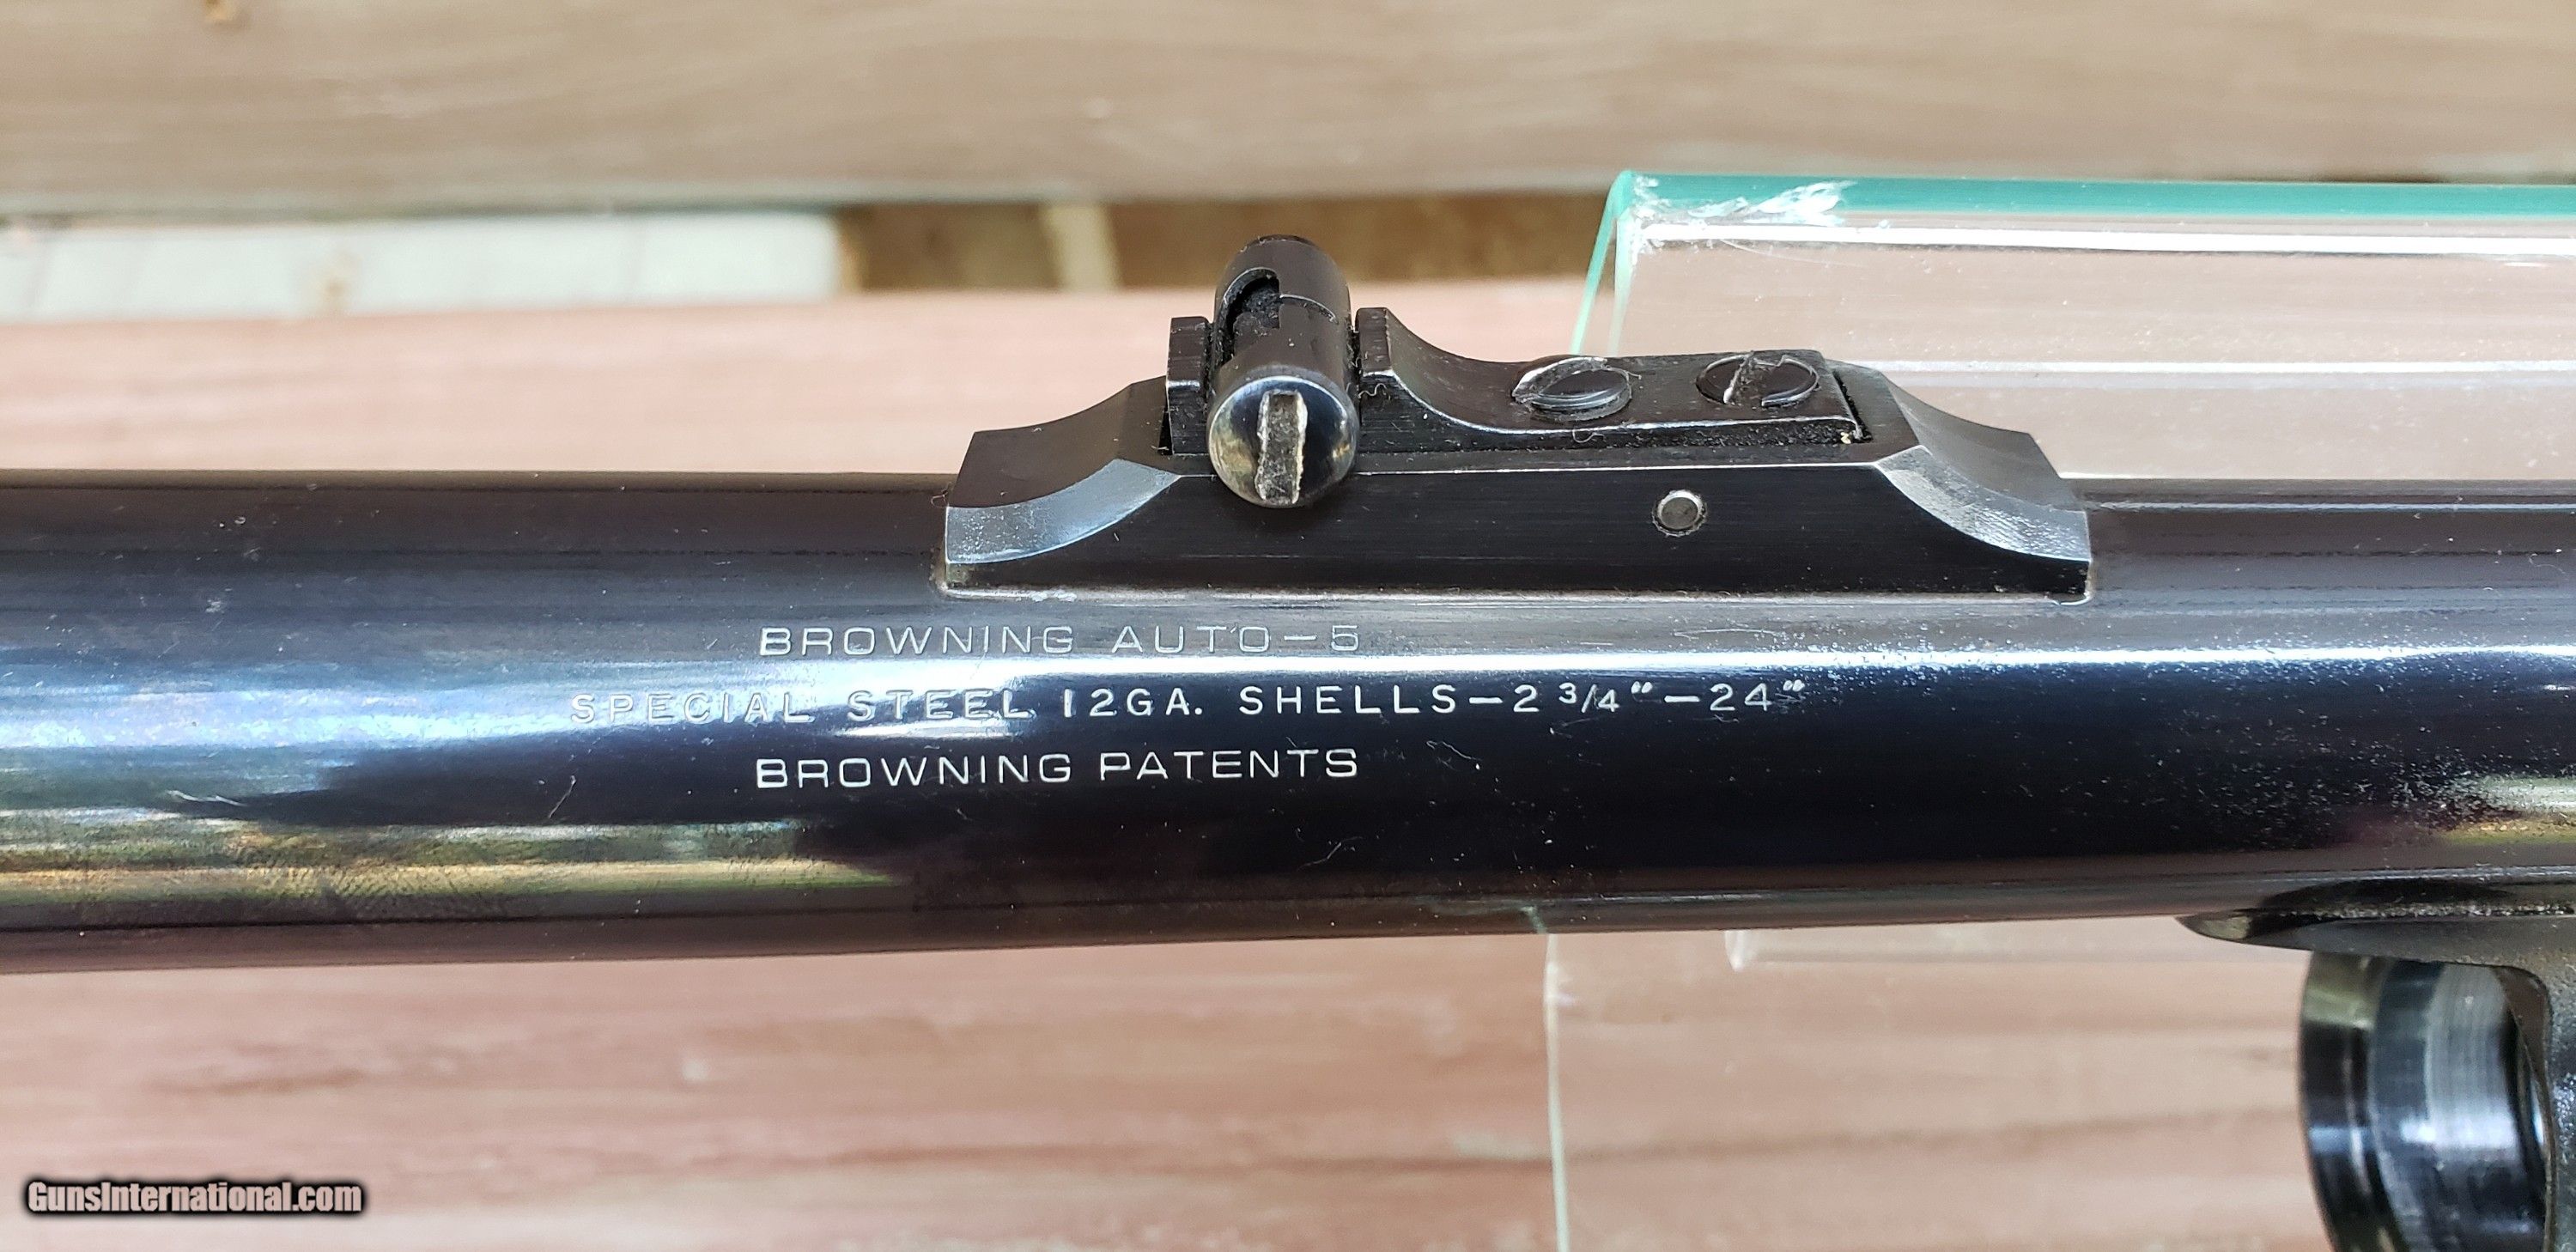 BROWNING AUTO-5
SPECIAL STEEL 12GA. SHELLS-2 3/4"-24"
BROWNING PATENTS
GunsInternational.com